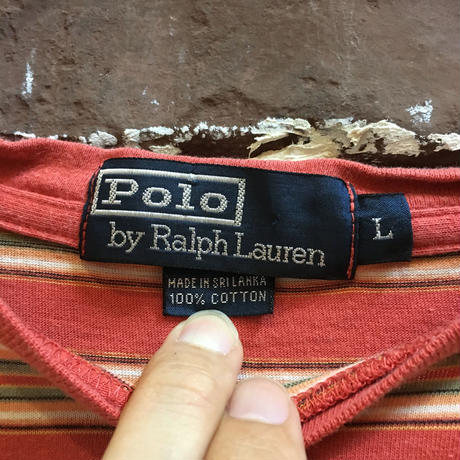 Polo
by Ralph Lauren
L
MADE IN SRI LANKA
100% COTTON